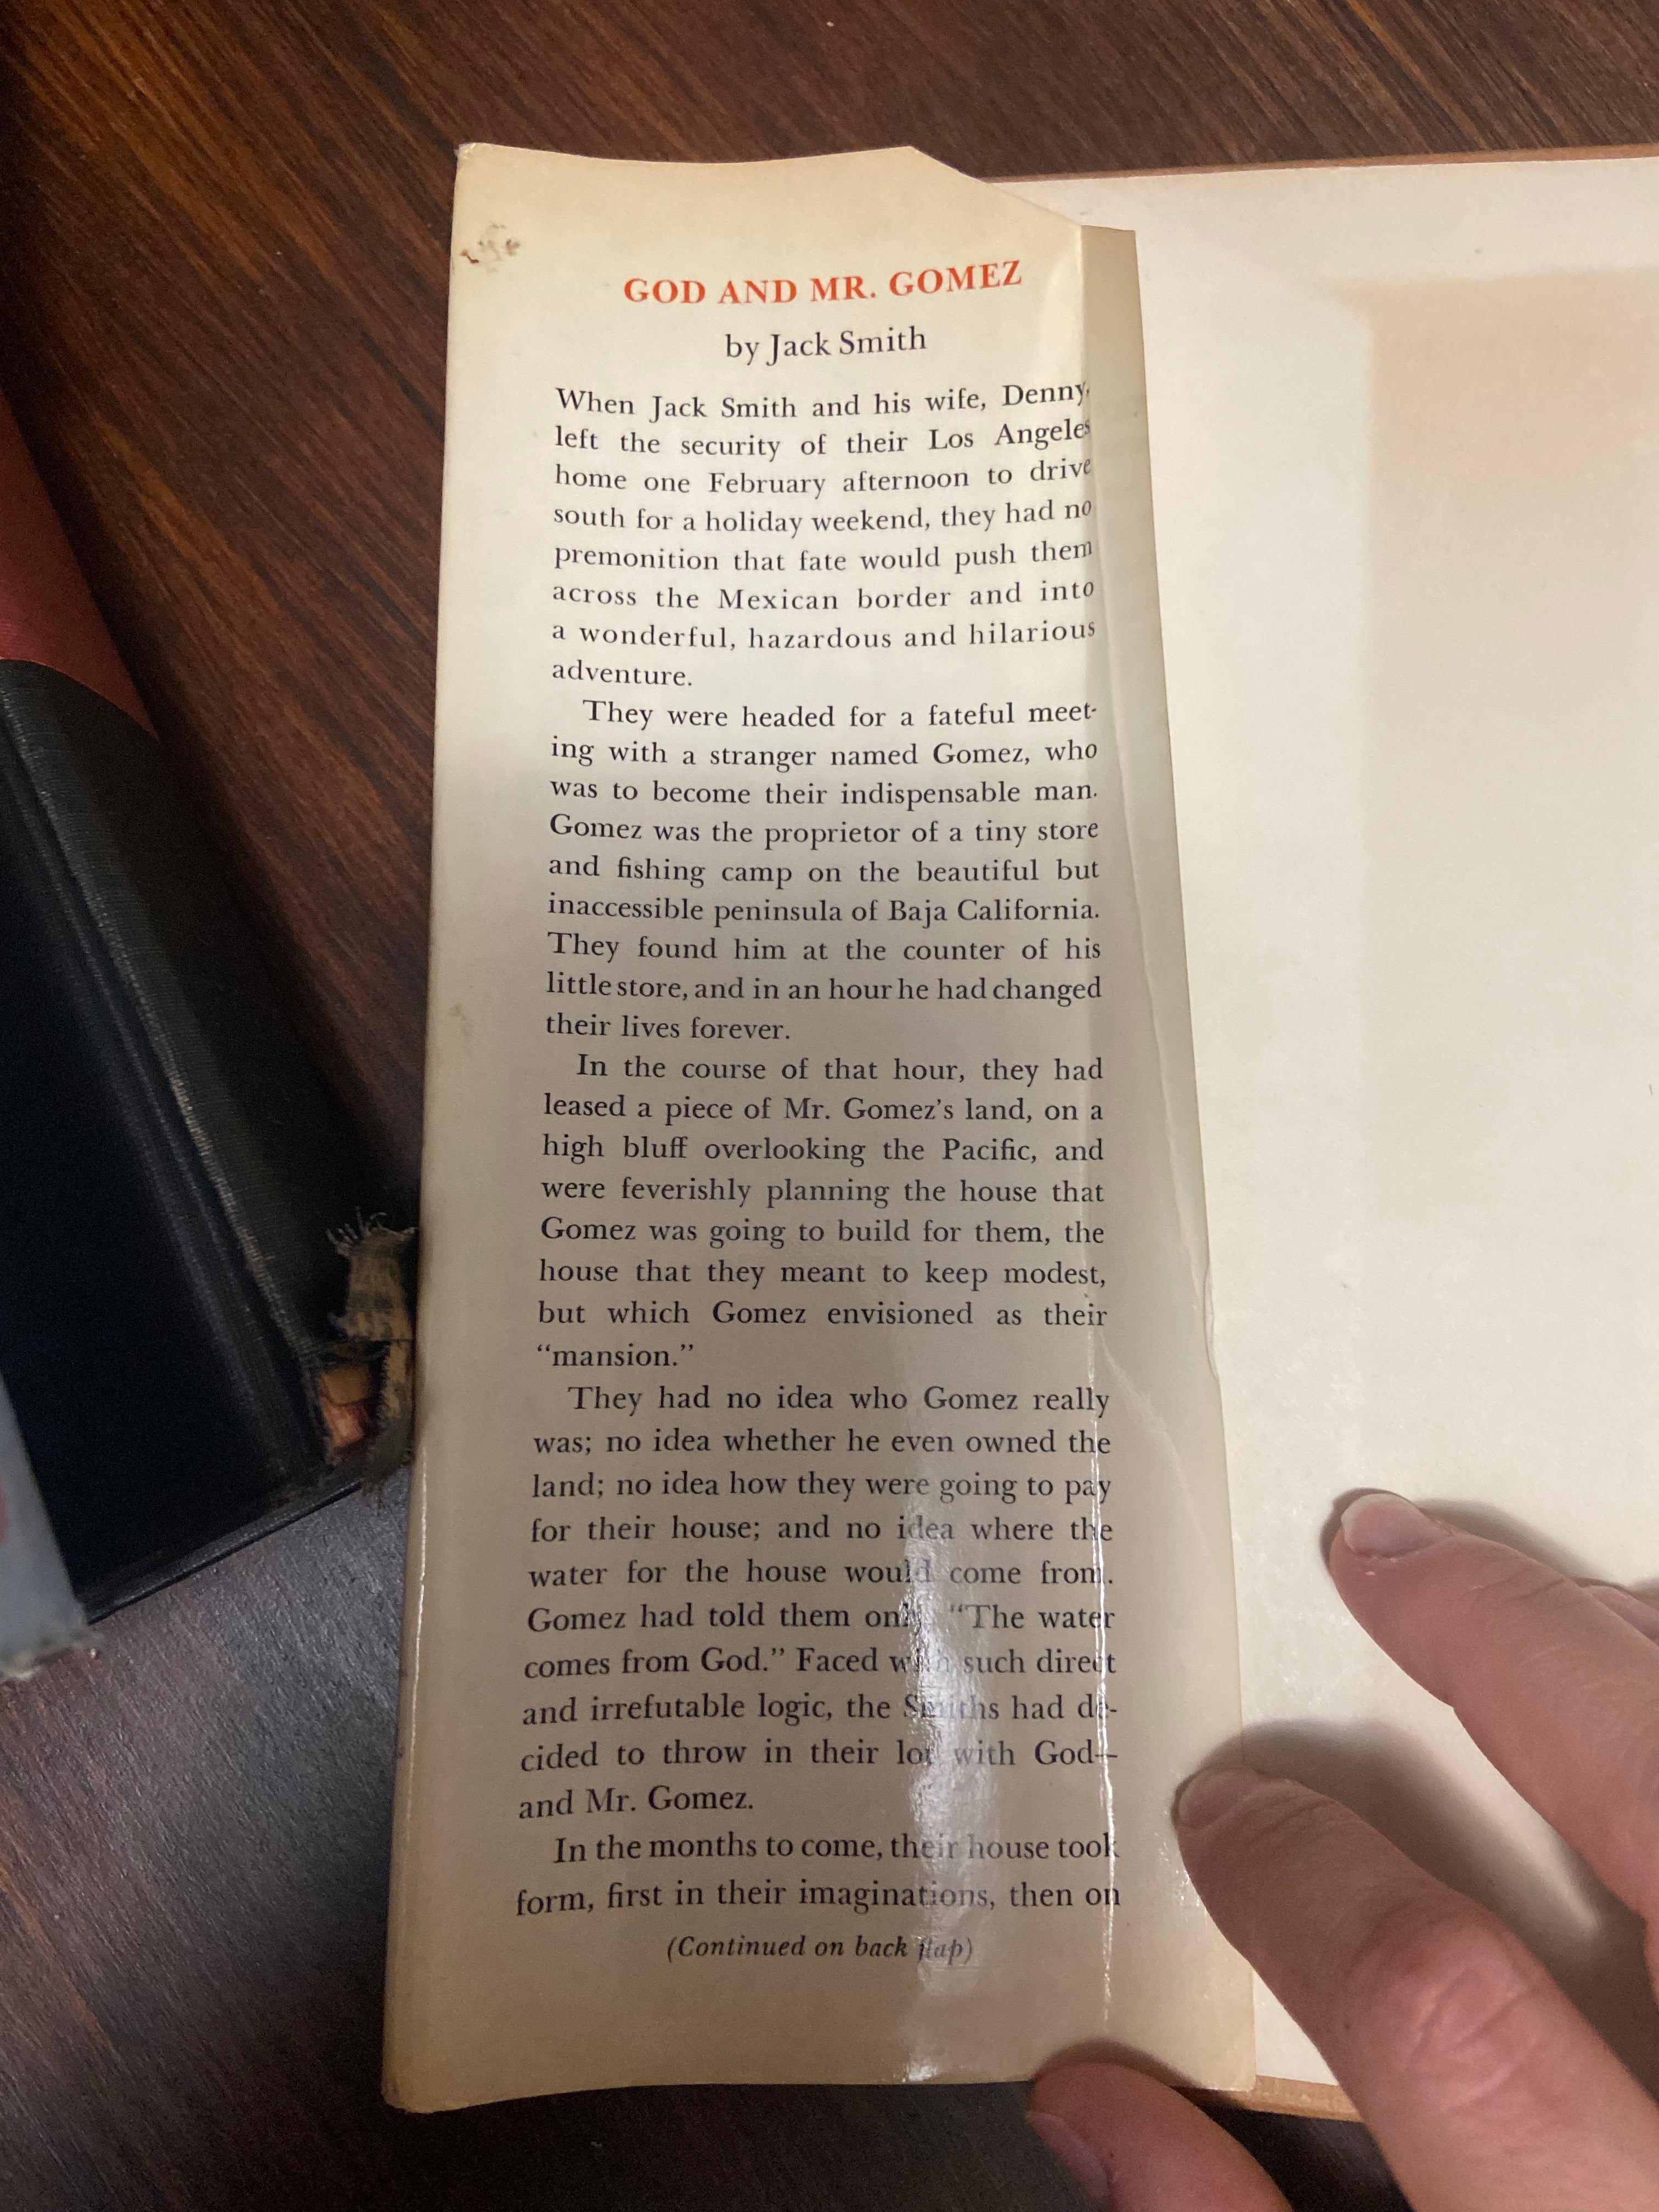 GOD AND MR. GOMEZ
by Jack Smith
When Jack Smith and his wife, Denny,
left the security of their Los Angeles
home one February afternoon to drive
south for a holiday weekend, they had no
premonition that fate would push them
across the Mexican border and into
a wonderful, hazardous and hilarious
adventure.
They were headed for a fateful meet-
ing with a stranger named Gomez, who
was to become their indispensable man.
Gomez was the proprietor of a tiny store
and fishing camp on the beautiful but
inaccessible peninsula of Baja California.
They found him at the counter of his
little store, and in an hour he had changed
their lives forever.
In the course of that hour, they had
leased a piece of Mr. Gomez's land, on a
high bluff overlooking the Pacific, and
were feverishly planning the house that
Gomez was going to build for them, the
house that they meant to keep modest,
but which Gomez envisioned as their
"mansion."
They had no idea who Gomez really
was; no idea whether he even owned the
land; no idea how they were going to pay
for their house; and no idea where the
water for the house would come from.
Gomez had told them only "The water
comes from God." Faced with such direct
and irrefutable logic, the Smiths had de-
cided to throw in their lot with God—
and Mr. Gomez.
In the months to come, their house took
form, first in their imaginations, then on
(Continued on back flap)